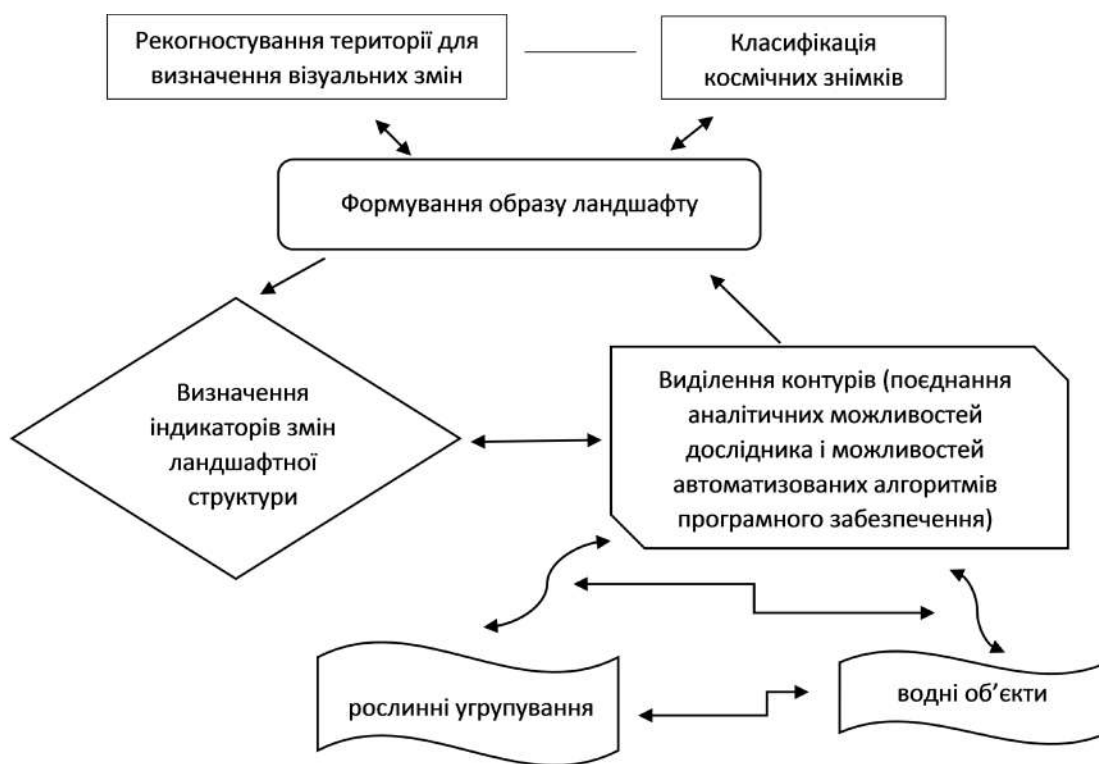 Рекогностування території для
визначення візуальних змін
Класифікація
космічних знімків
Формування образу ландшафту
Визначення
індикаторів змін
ландшафтної
структури
Виділення контурів (поєднання
аналітичних можливостей
дослідника і можливостей
автоматизованих алгоритмів
програмного забезпечення)
рослинні угрупування
водні об’єкти